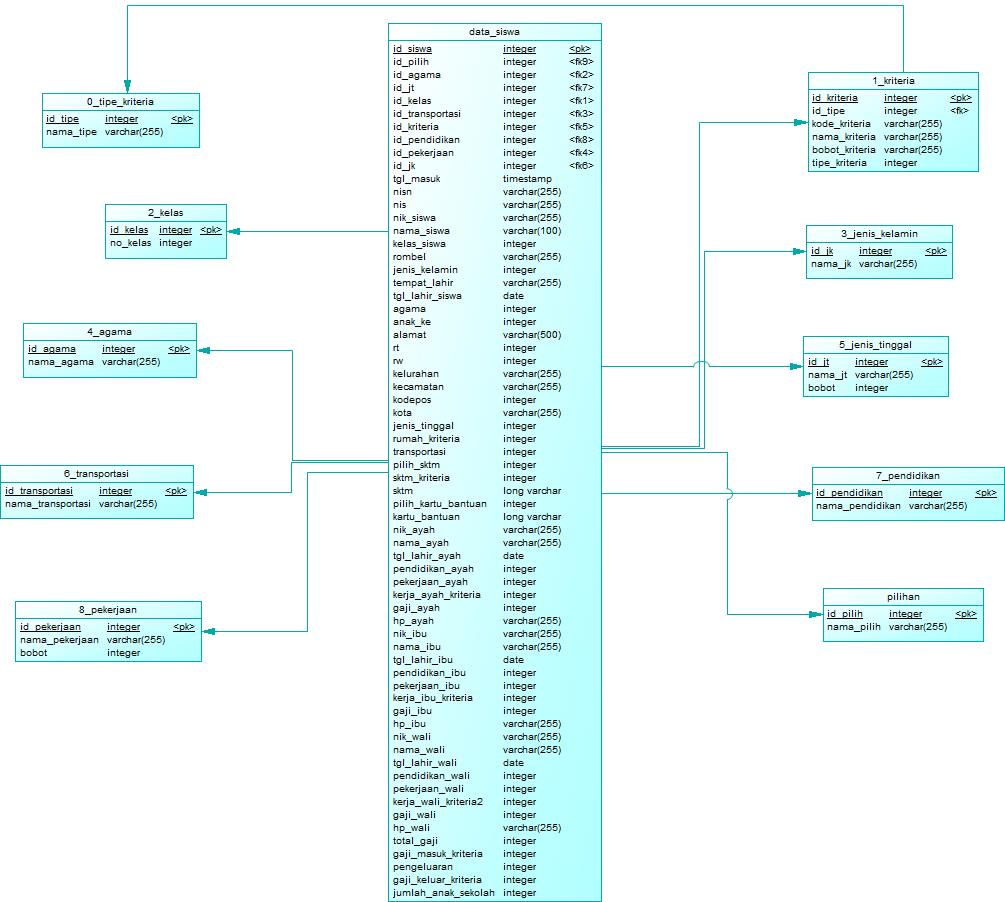 data_siswa
id_siswa integer <pk>
id_pilih integer <fk9>
id_agama integer <fk2>
id_jt integer <fk7>
id_kelas integer <fk1>
id_transportasi integer <fk3>
id_kriteria integer <fk5>
id_pendidikan integer <fk8>
id_pekerjaan integer <fk4>
id_jk integer <fk6>
tgl_masuk timestamp
nisn varchar(255)
nis varchar(255)
nik_siswa varchar(255)
nama_siswa varchar(100)
kelas_siswa integer
rombel varchar(255)
jenis_kelamin integer
tempat_lahir varchar(255)
tgl_lahir_siswa date
agama integer
anak_ke integer
alamat varchar(500)
rt integer
rw integer
kelurahan varchar(255)
kecamatan varchar(255)
kodepos integer
kota varchar(255)
jenis_tinggal integer
rumah_kriteria integer
transportasi integer
pilih_sktm integer
sktm_kriteria integer
sktm long varchar
pilih_kartu_bantuan integer
kartu_bantuan long varchar
nik_ayah varchar(255)
nama_ayah varchar(255)
tgl_lahir_ayah date
pendidikan_ayah integer
pekerjaan_ayah integer
kerja_ayah_kriteria integer
gaji_ayah integer
hp_ayah varchar(255)
nik_ibu varchar(255)
nama_ibu varchar(255)
tgl_lahir_ibu date
pendidikan_ibu integer
pekerjaan_ibu integer
kerja_ibu_kriteria integer
gaji_ibu integer
hp_ibu varchar(255)
nik_wali varchar(255)
nama_wali varchar(255)
tgl_lahir_wali date
pendidikan_wali integer
pekerjaan_wali integer
kerja_wali_kriteria2 integer
gaji_wali integer
hp_wali varchar(255)
total_gaji integer
gaji_masuk_kriteria integer
pengeluaran integer
gaji_keluar_kriteria integer
jumlah_anak_sekolah integer
0_tipe_kriteria
id_tipe integer <pk>
nama_tipe varchar(255)
2_kelas
id_kelas integer <pk>
no_kelas integer
4_agama
id_agama integer <pk>
nama_agama varchar(255)
6_transportasi
id_transportasi integer <pk>
nama_transportasi varchar(255)
8_pekerjaan
id_pekerjaan integer <pk>
nama_pekerjaan varchar(255)
bobot integer
1_kriteria
id_kriteria integer <pk>
id_tipe integer <fk>
kode_kriteria varchar(255)
nama_kriteria varchar(255)
bobot_kriteria varchar(255)
tipe_kriteria integer
3_jenis_kelamin
id_jk integer <pk>
nama_jk varchar(255)
5_jenis_tinggal
id_jt integer <pk>
nama_jt varchar(255)
bobot integer
7_pendidikan
id_pendidikan integer <pk>
nama_pendidikan varchar(255)
pilihan
id_pilih integer <pk>
nama_pilih varchar(255)